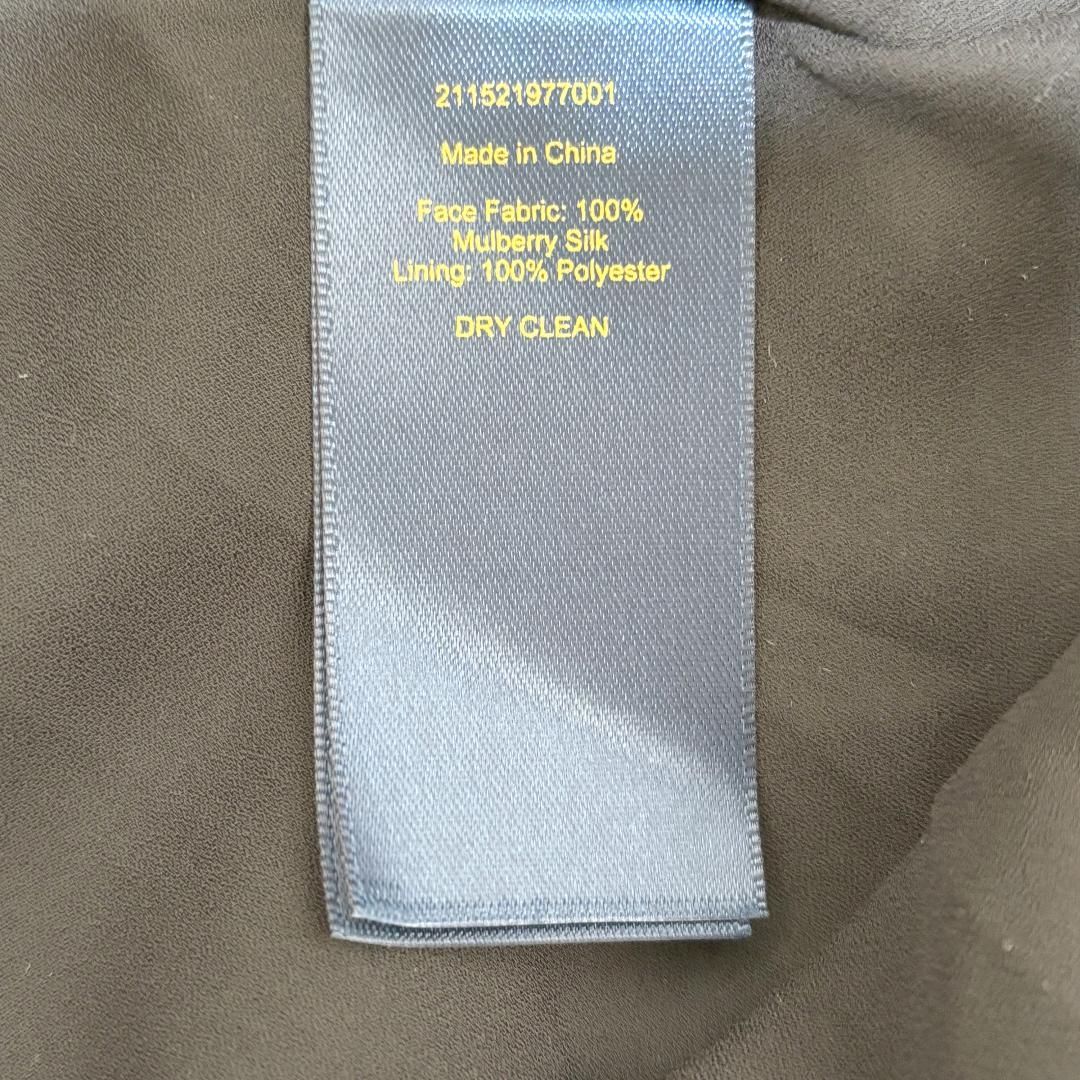 211521977001
Made in China
Face Fabric: 100%
Mulberry Silk
Lining: 100% Polyester
DRY CLEAN